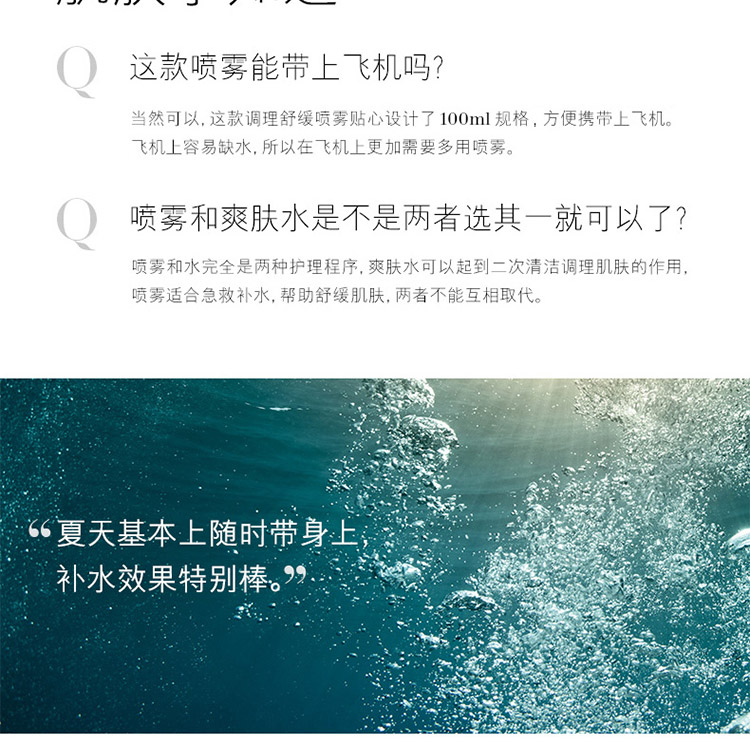 Q 这款喷雾能带上飞机吗?
当然可以, 这款调理舒缓喷雾贴心设计了100ml规格, 方便携带上飞机。
飞机上容易缺水, 所以在飞机上更加需要多用喷雾。
Q 喷雾和爽肤水是不是两者选其一就可以了?
喷雾和水完全是两种护理程序, 爽肤水可以起到二次清洁调理肌肤的作用,
喷雾适合急救补水, 帮助舒缓肌肤, 两者不能互相取代。
“夏天基本上随时带身上,
补水效果特别棒。”